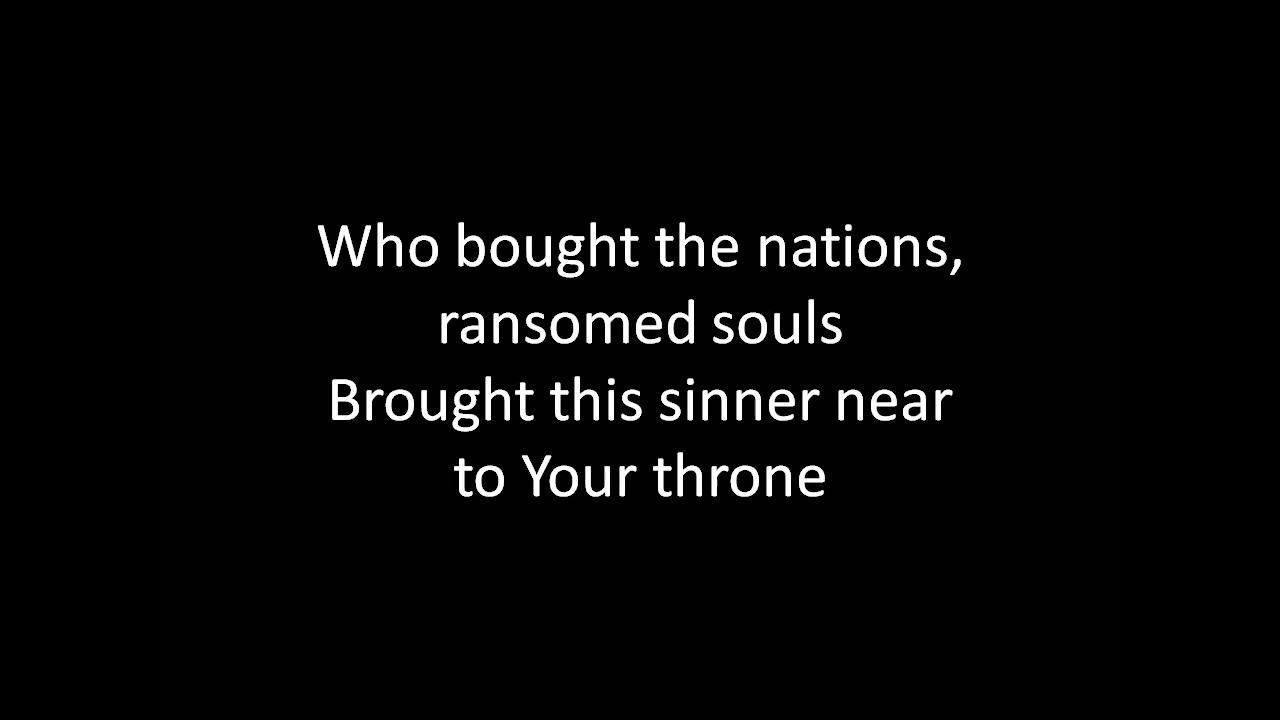 Who bought the nations,
ransomed souls
Brought this sinner near
to Your throne